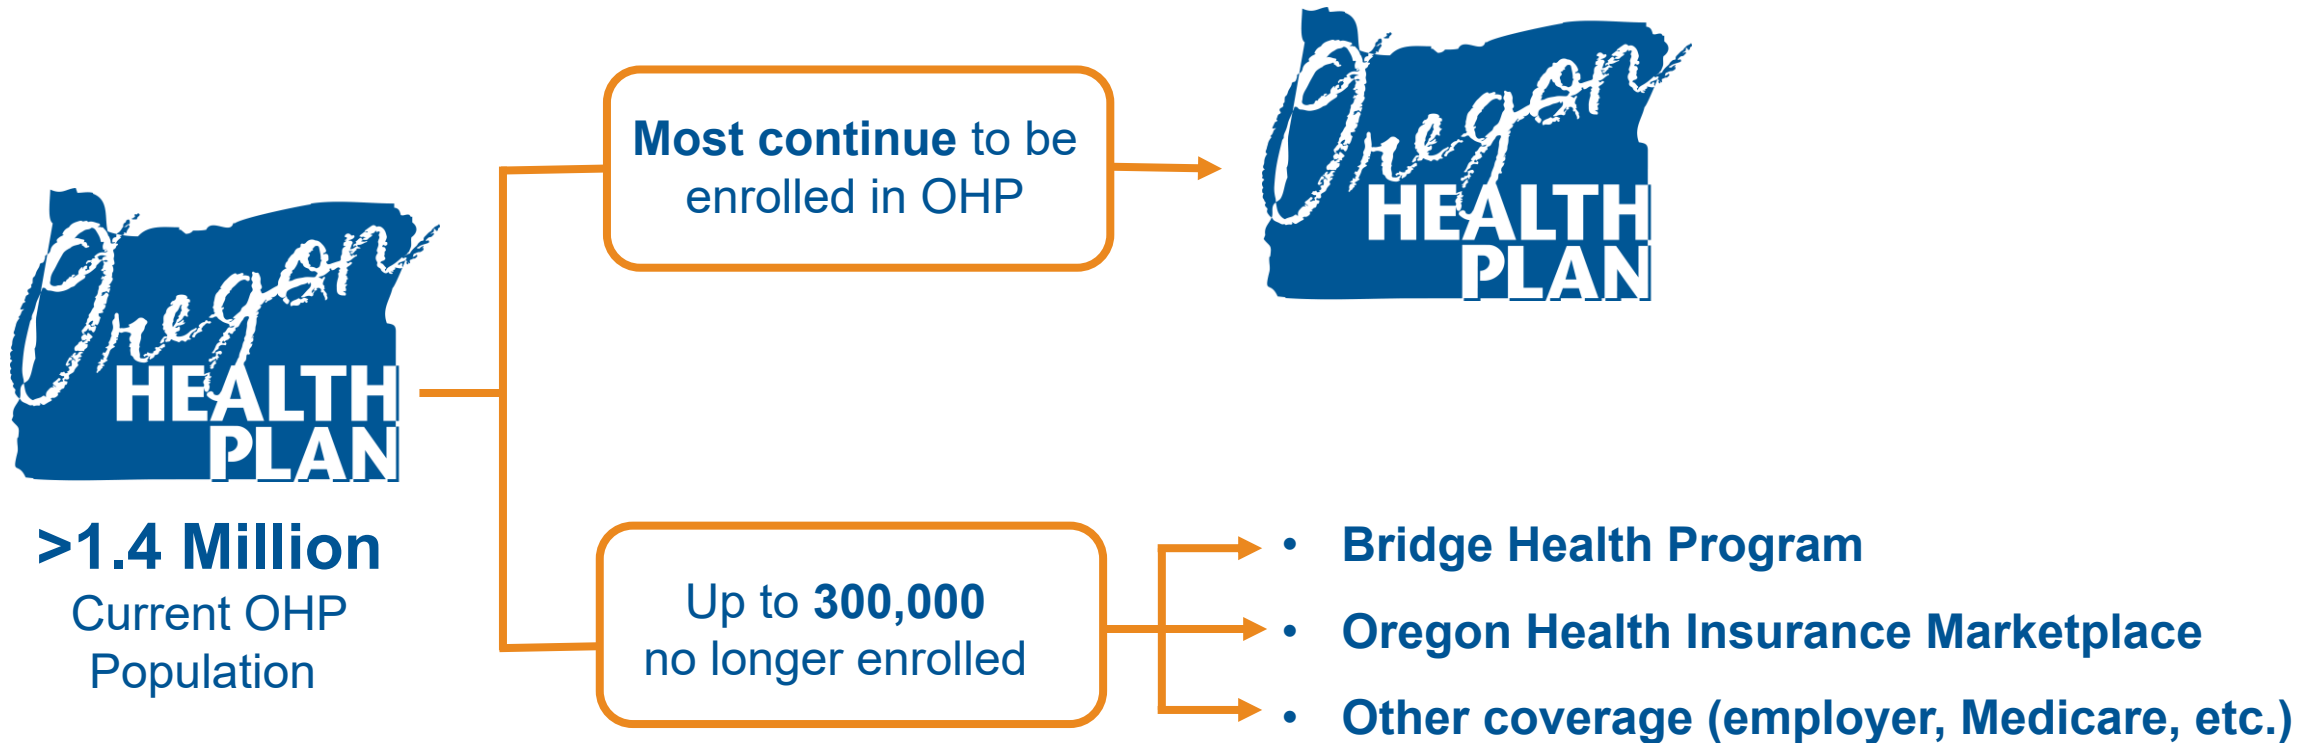 Oregon
HEALTH
PLAN
>1.4 Million
Current OHP
Population
Most continue to be
enrolled in OHP
Oregon
HEALTH
PLAN
Up to 300,000
no longer enrolled
• Bridge Health Program
• Oregon Health Insurance Marketplace
• Other coverage (employer, Medicare, etc.)